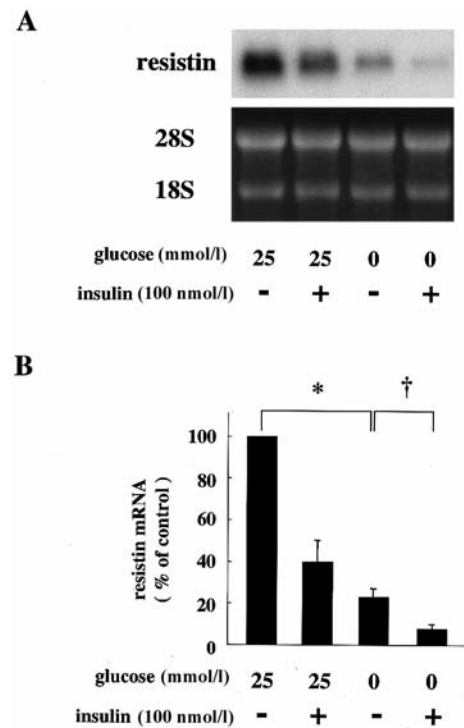 A
resistin
28S
18S
glucose (mmol/l) 25 25 0 0
insulin (100 nmol/l) - + - +
B
* †
100
80
60
40
20
0
resistin mRNA
( % of control)
glucose (mmol/l) 25 25 0 0
insulin (100 nmol/l) - + - +